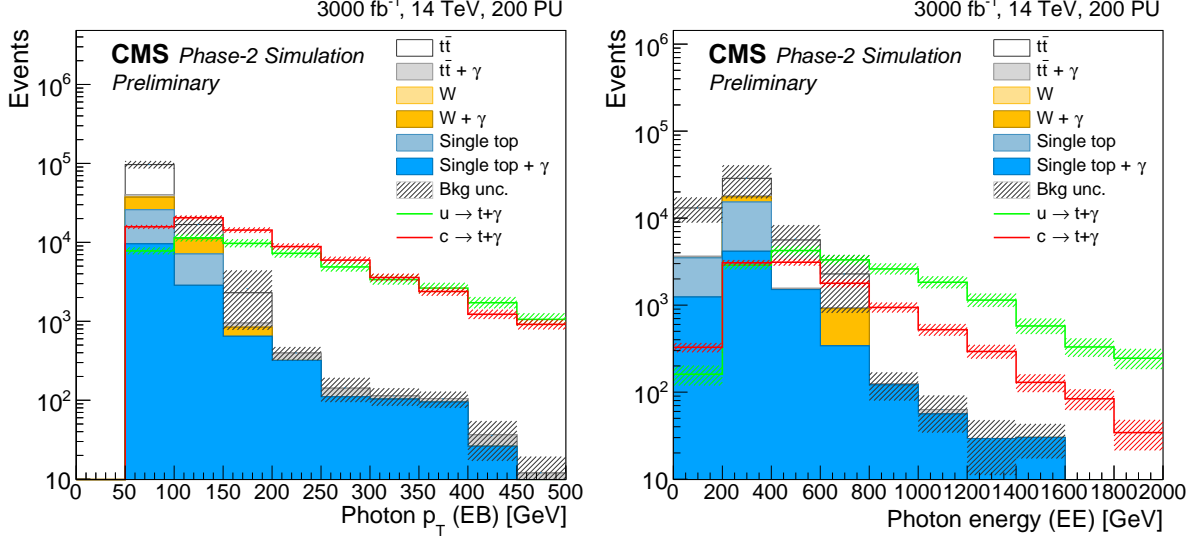 3000 fb⁻¹, 14 TeV, 200 PU
Events
CMS Phase-2 Simulation
Preliminary
tt̄
tt̄ + γ
W
W + γ
Single top
Single top + γ
Bkg unc.
u → t+γ
c → t+γ
10⁶
10⁵
10⁴
10³
10²
10
0 50 100 150 200 250 300 350 400 450 500
Photon p_T (EB) [GeV]
3000 fb⁻¹, 14 TeV, 200 PU
Events
CMS Phase-2 Simulation
Preliminary
tt̄
tt̄ + γ
W
W + γ
Single top
Single top + γ
Bkg unc.
u → t+γ
c → t+γ
10⁶
10⁵
10⁴
10³
10²
10
0 200 400 600 800 1000 1200 1400 1600 1800 2000
Photon energy (EE) [GeV]